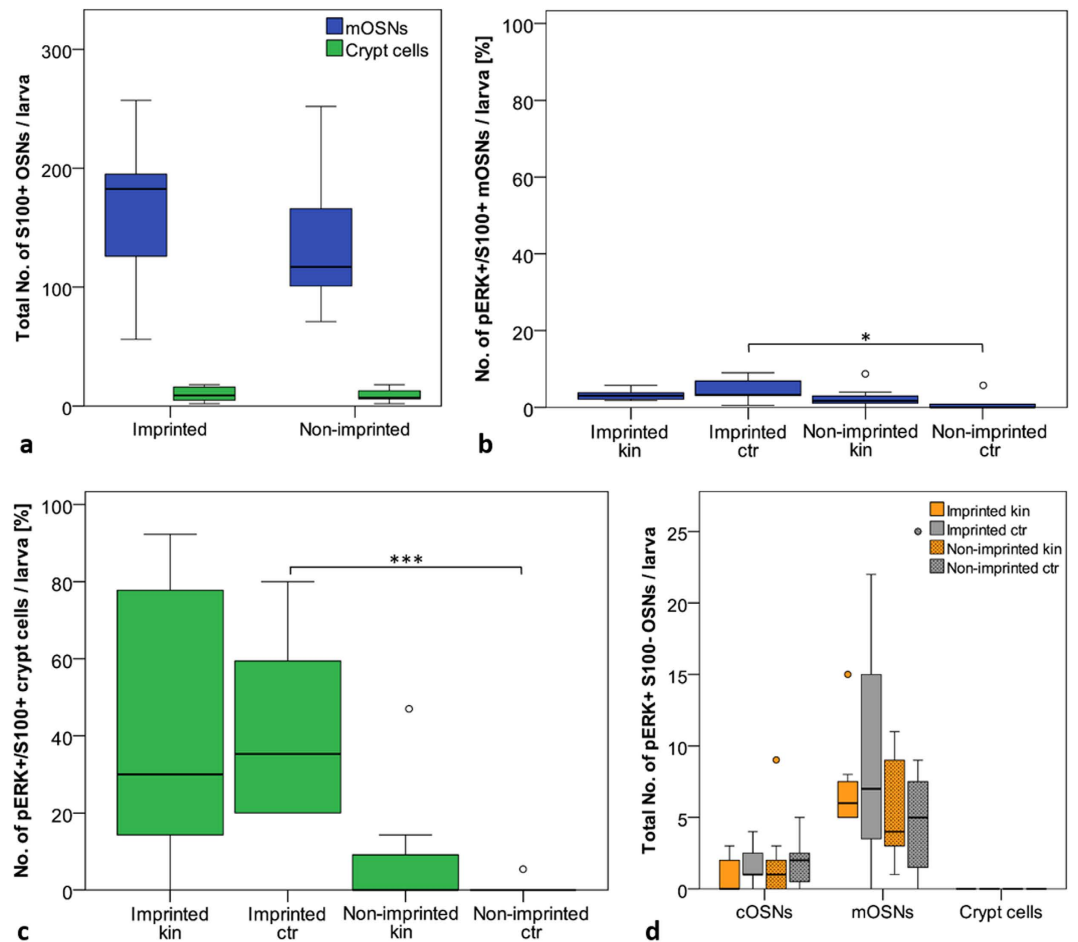 Total No. of S100+ OSNs / larva
300
200
100
0
mOSNs
Crypt cells
Imprinted
Non-imprinted
a
No. of pERK+/S100+ mOSNs / larva [%]
100
80
60
40
20
0
*
Imprinted
kin
Imprinted
ctr
Non-imprinted
kin
Non-imprinted
ctr
b
No. of pERK+/S100+ crypt cells / larva [%]
100
80
60
40
20
0
***
Imprinted
kin
Imprinted
ctr
Non-imprinted
kin
Non-imprinted
ctr
c
Total No. of pERK+ S100- OSNs / larva
25
20
15
10
5
0
Imprinted kin
Imprinted ctr
Non-imprinted kin
Non-imprinted ctr
cOSNs
mOSNs
Crypt cells
d